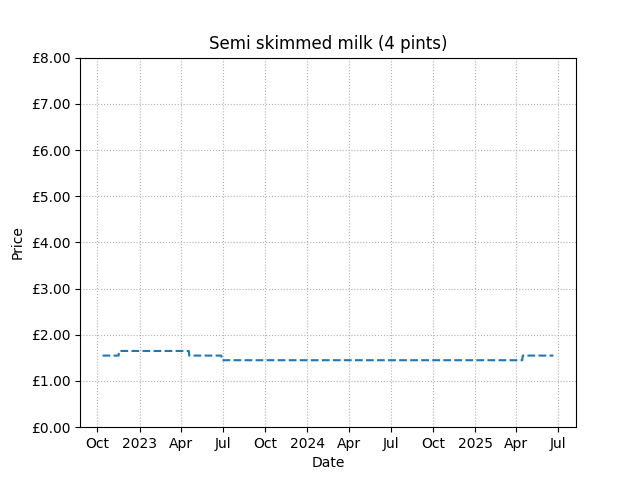 Semi skimmed milk (4 pints)
£8.00
£7.00
£6.00
£5.00
£4.00
£3.00
£2.00
£1.00
£0.00
Price
Oct 2023 Apr Jul Oct 2024 Apr Jul Oct 2025 Apr Jul
Date